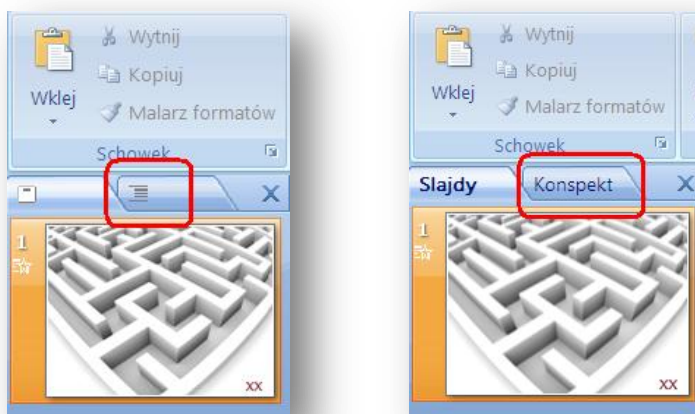 Wytnij
Kopiuj
Wklej
Malarz formatów
Schowek
1
xx
Wytnij
Kopiuj
Wklej
Malarz formatów
Schowek
Slajdy Konspekt X
1
xx